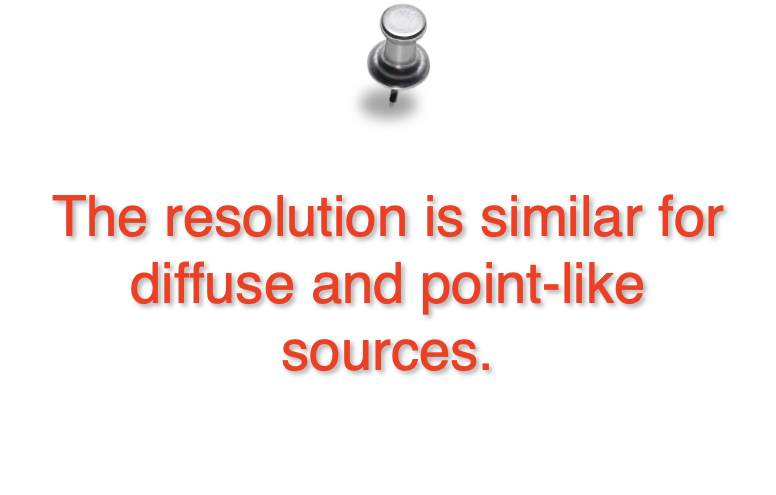 The resolution is similar for
diffuse and point-like
sources.